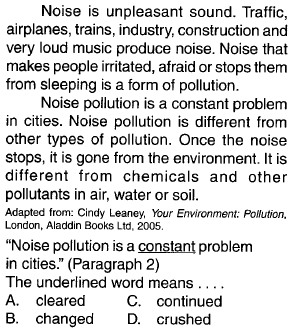 Noise is unpleasant sound. Traffic,
airplanes, trains, industry, construction and
very loud music produce noise. Noise that
makes people irritated, afraid or stops them
from sleeping is a form of pollution.
Noise pollution is a constant problem
in cities. Noise pollution is different from
other types of pollution. Once the noise
stops, it is gone from the environment. It is
different from chemicals and other
pollutants in air, water or soil.
Adapted from: Cindy Leaney, Your Environment: Pollution,
London, Aladdin Books Ltd, 2005.
“Noise pollution is a constant problem
in cities.” (Paragraph 2)
The underlined word means . . . .
A. cleared C. continued
B. changed D. crushed